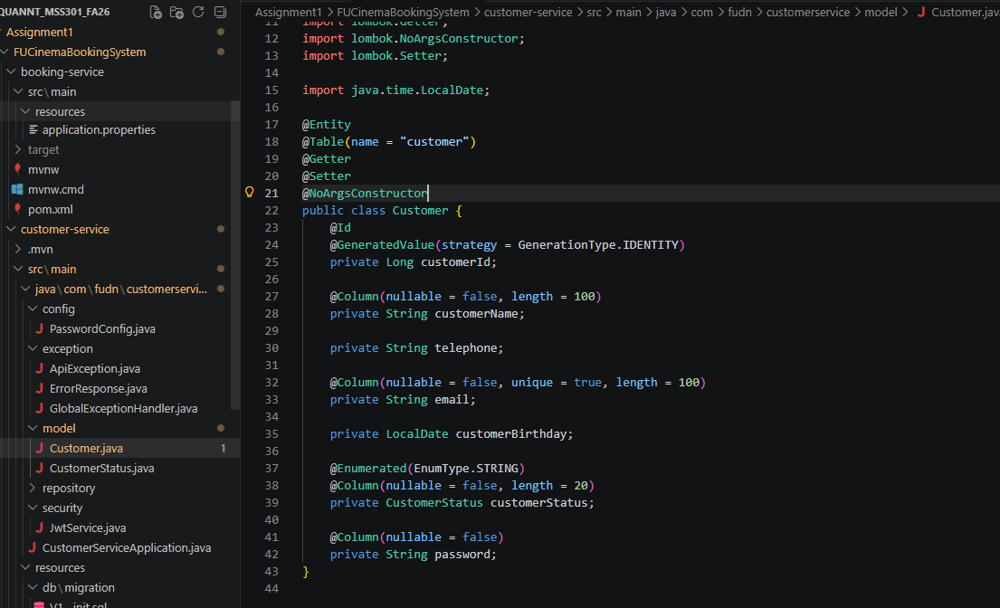 QUANNT_MSS301_FA26
Assignment1
FUCinemaBookingSystem
booking-service
src\main
resources
application.properties
target
mvnw
mvnw.cmd
pom.xml
customer-service
.mvn
src\main
java\com\fudn\customerservi...
config
PasswordConfig.java
exception
ApiException.java
ErrorResponse.java
GlobalExceptionHandler.java
model
Customer.java 1
CustomerStatus.java
repository
security
JwtService.java
CustomerServiceApplication.java
resources
db\migration
Assignment1 > FUCinemaBookingSystem > customer-service > src > main > java > com > fudn > customerservice > model > J Customer.jav
11 import lombok.Getter;
12 import lombok.NoArgsConstructor;
13 import lombok.Setter;
14
15 import java.time.LocalDate;
16
17 @Entity
18 @Table(name = "customer")
19 @Getter
20 @Setter
21 @NoArgsConstructor
22 public class Customer {
23 @Id
24 @GeneratedValue(strategy = GenerationType.IDENTITY)
25 private Long customerId;
26
27 @Column(nullable = false, length = 100)
28 private String customerName;
29
30 private String telephone;
31
32 @Column(nullable = false, unique = true, length = 100)
33 private String email;
34
35 private LocalDate customerBirthday;
36
37 @Enumerated(EnumType.STRING)
38 @Column(nullable = false, length = 20)
39 private CustomerStatus customerStatus;
40
41 @Column(nullable = false)
42 private String password;
43 }
44